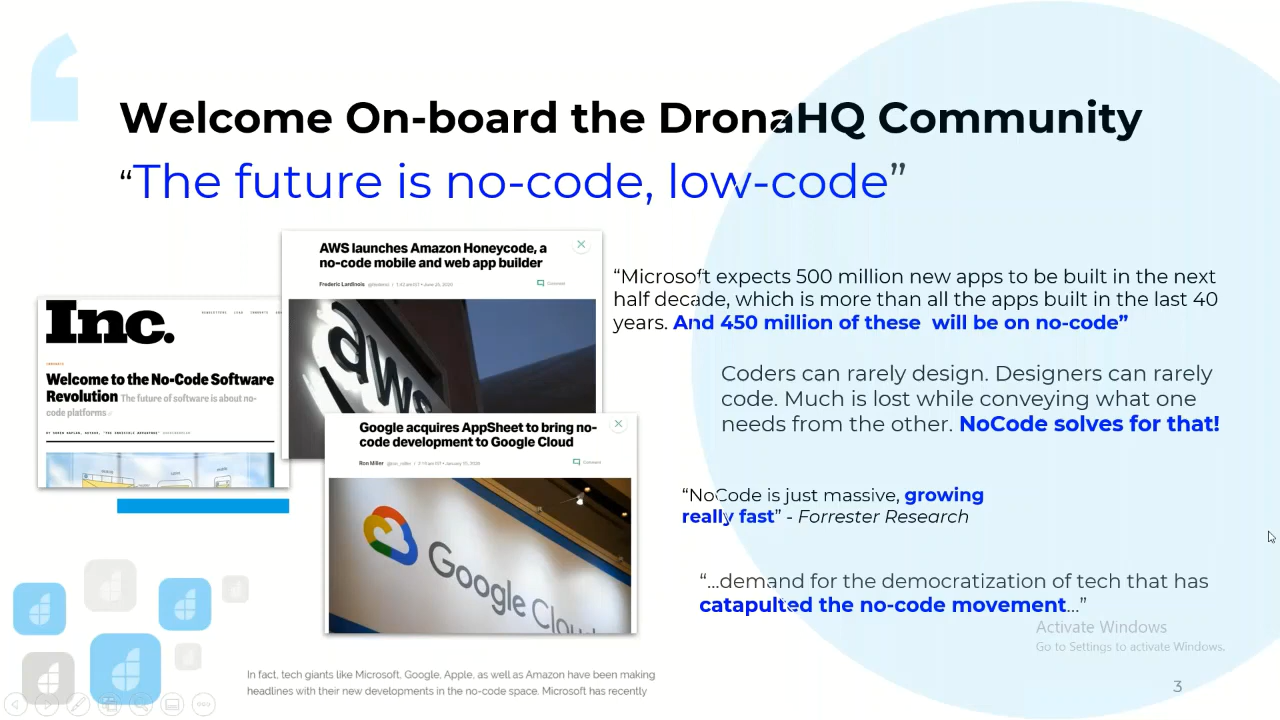 Welcome On-board the DronaHQ Community
“The future is no-code, low-code”
AWS launches Amazon Honeycode, a
no-code mobile and web app builder
Frederic Lardinois
Comment
aws
Inc.
Welcome to the No-Code Software
Revolution The future of software is about no-
code platforms
Google acquires AppSheet to bring no-
code development to Google Cloud
Ron Miller
Comment
Google Cloud
“Microsoft expects 500 million new apps to be built in the next
half decade, which is more than all the apps built in the last 40
years. And 450 million of these will be on no-code”
Coders can rarely design. Designers can rarely
code. Much is lost while conveying what one
needs from the other. NoCode solves for that!
“NoCode is just massive, growing
really fast” - Forrester Research
“...demand for the democratization of tech that has
catapulted the no-code movement...”
Activate Windows
Go to Settings to activate Windows.
In fact, tech giants like Microsoft, Google, Apple, as well as Amazon have been making
headlines with their new developments in the no-code space. Microsoft has recently
3